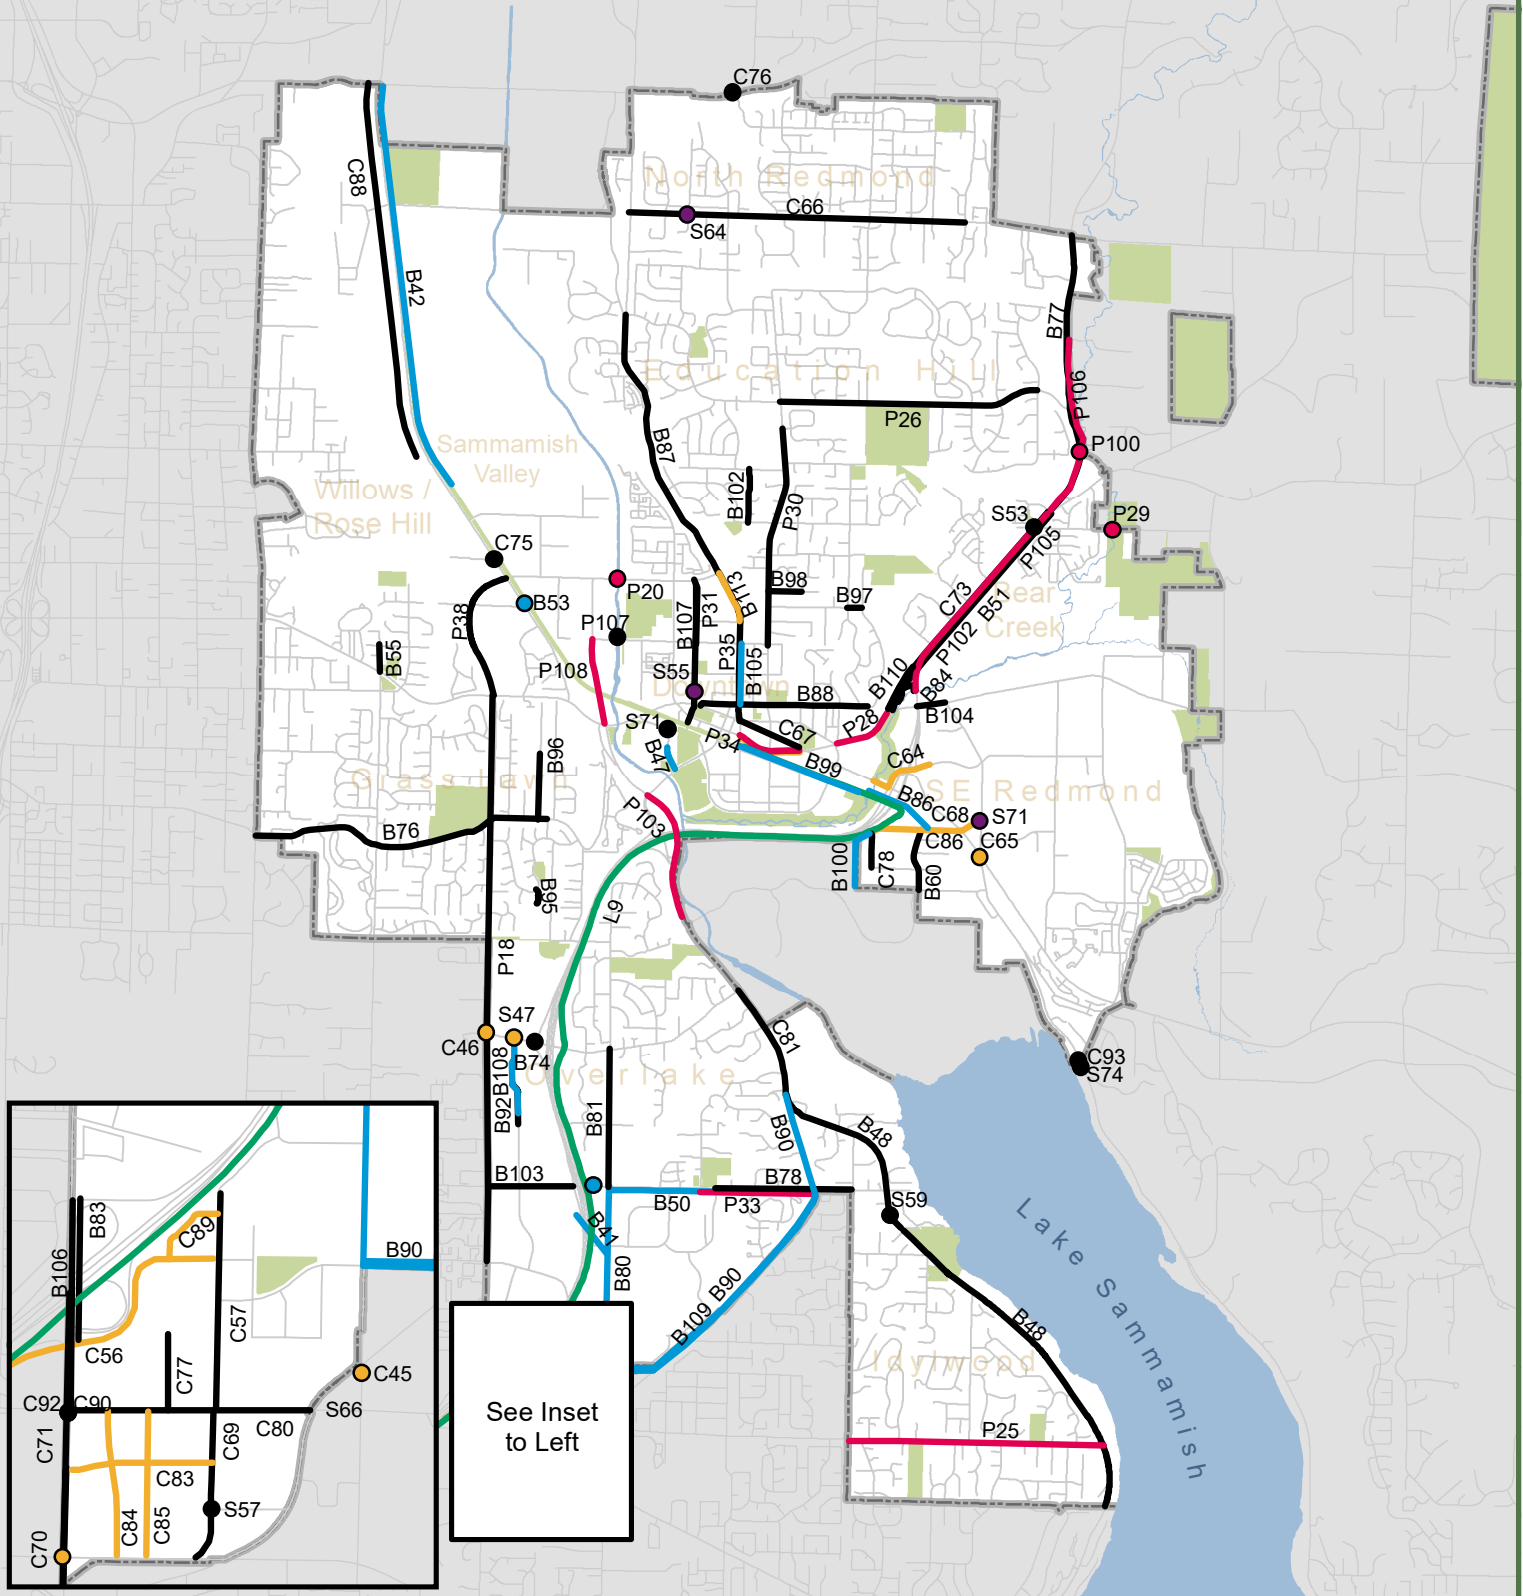 C76
North Redmond
C88
C66
S64
B42
B77
Education Hill
P106
P26
Sammamish
Valley
B87
P100
Willows /
Rose Hill
B102
P30
S53
P29
C75
P105
B98
P20
B113
B97
C73
B51
B53
P38
B107
P31
Bear
Creek
P107
P102
B55
P35
B105
P108
S55
Downtown
B110
B84
B88
B104
S71
P28
C67
P34
B47
B96
B99
C64
Grass Lawn
B86
SE Redmond
P103
C68
S71
B76
C86
C65
B100
C78
B60
B95
L9
P18
S47
C81
C46
B74
C93
S74
B108
Overlake
B92
B81
B90
B48
B103
B78
B50
P33
S59
B41
Lake Sammamish
B83
C89
B90
B106
B80
B90
C57
B109
B48
C56
Idylwood
C77
C45
C92
C90
S66
See Inset
to Left
C80
P25
C71
C69
C83
S57
C84
C85
C70